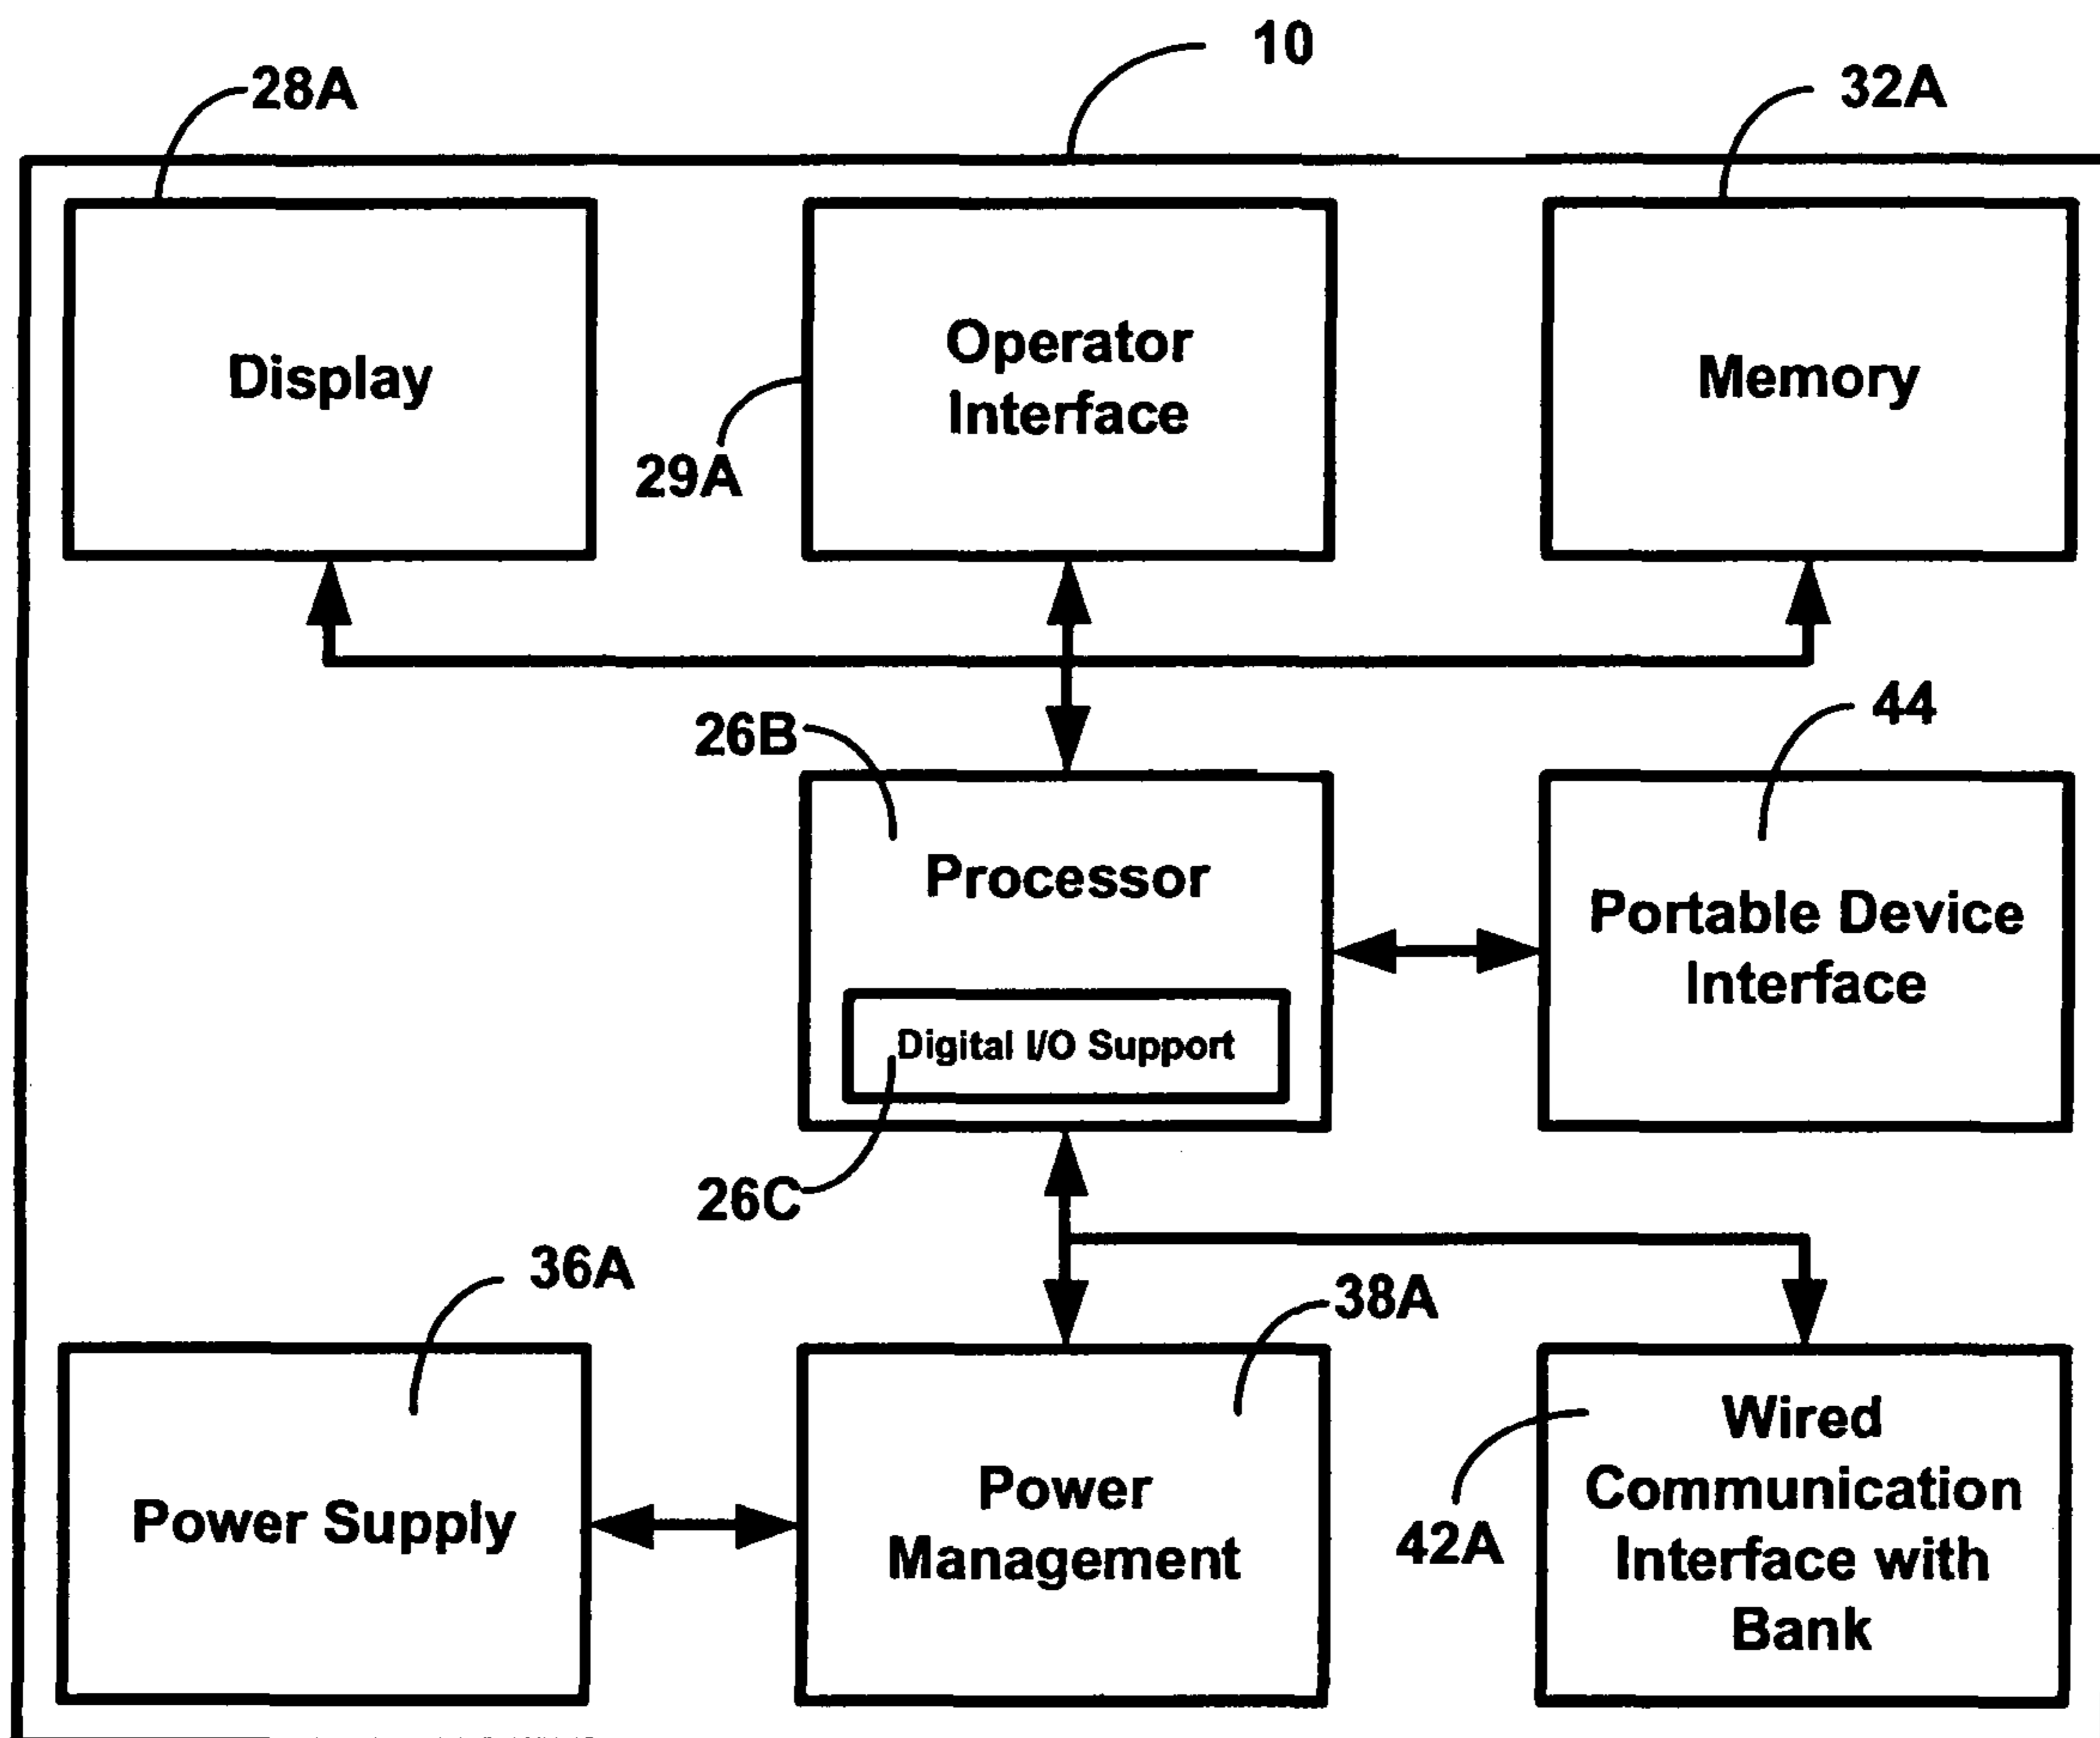 10
28A
32A
Display
Operator
Interface
Memory
29A
26B
44
Processor
Portable Device
Interface
Digital I/O Support
26C
36A
38A
Power Supply
Power
Management
42A
Wired
Communication
Interface with
Bank